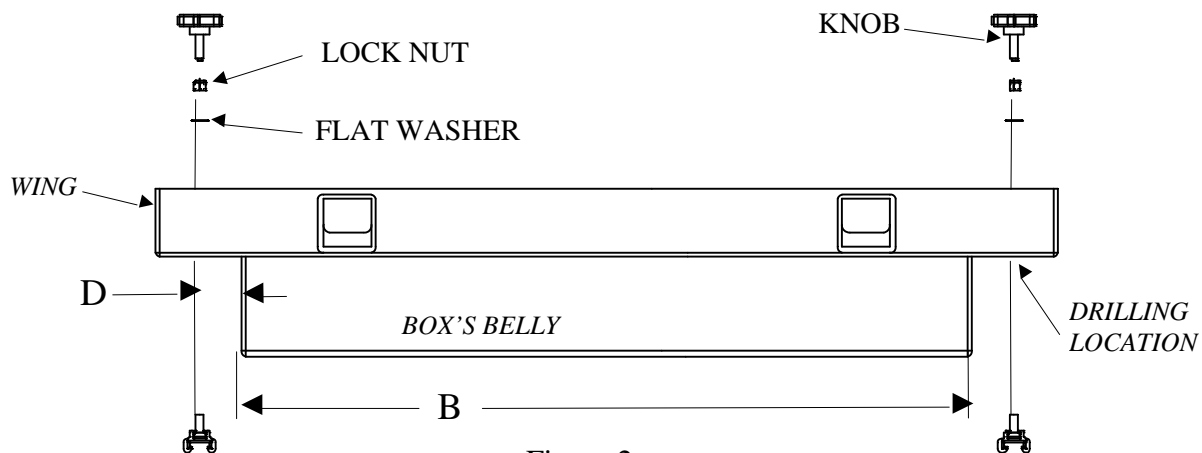 KNOB
LOCK NUT
FLAT WASHER
WING
D
BOX'S BELLY
DRILLING
LOCATION
B